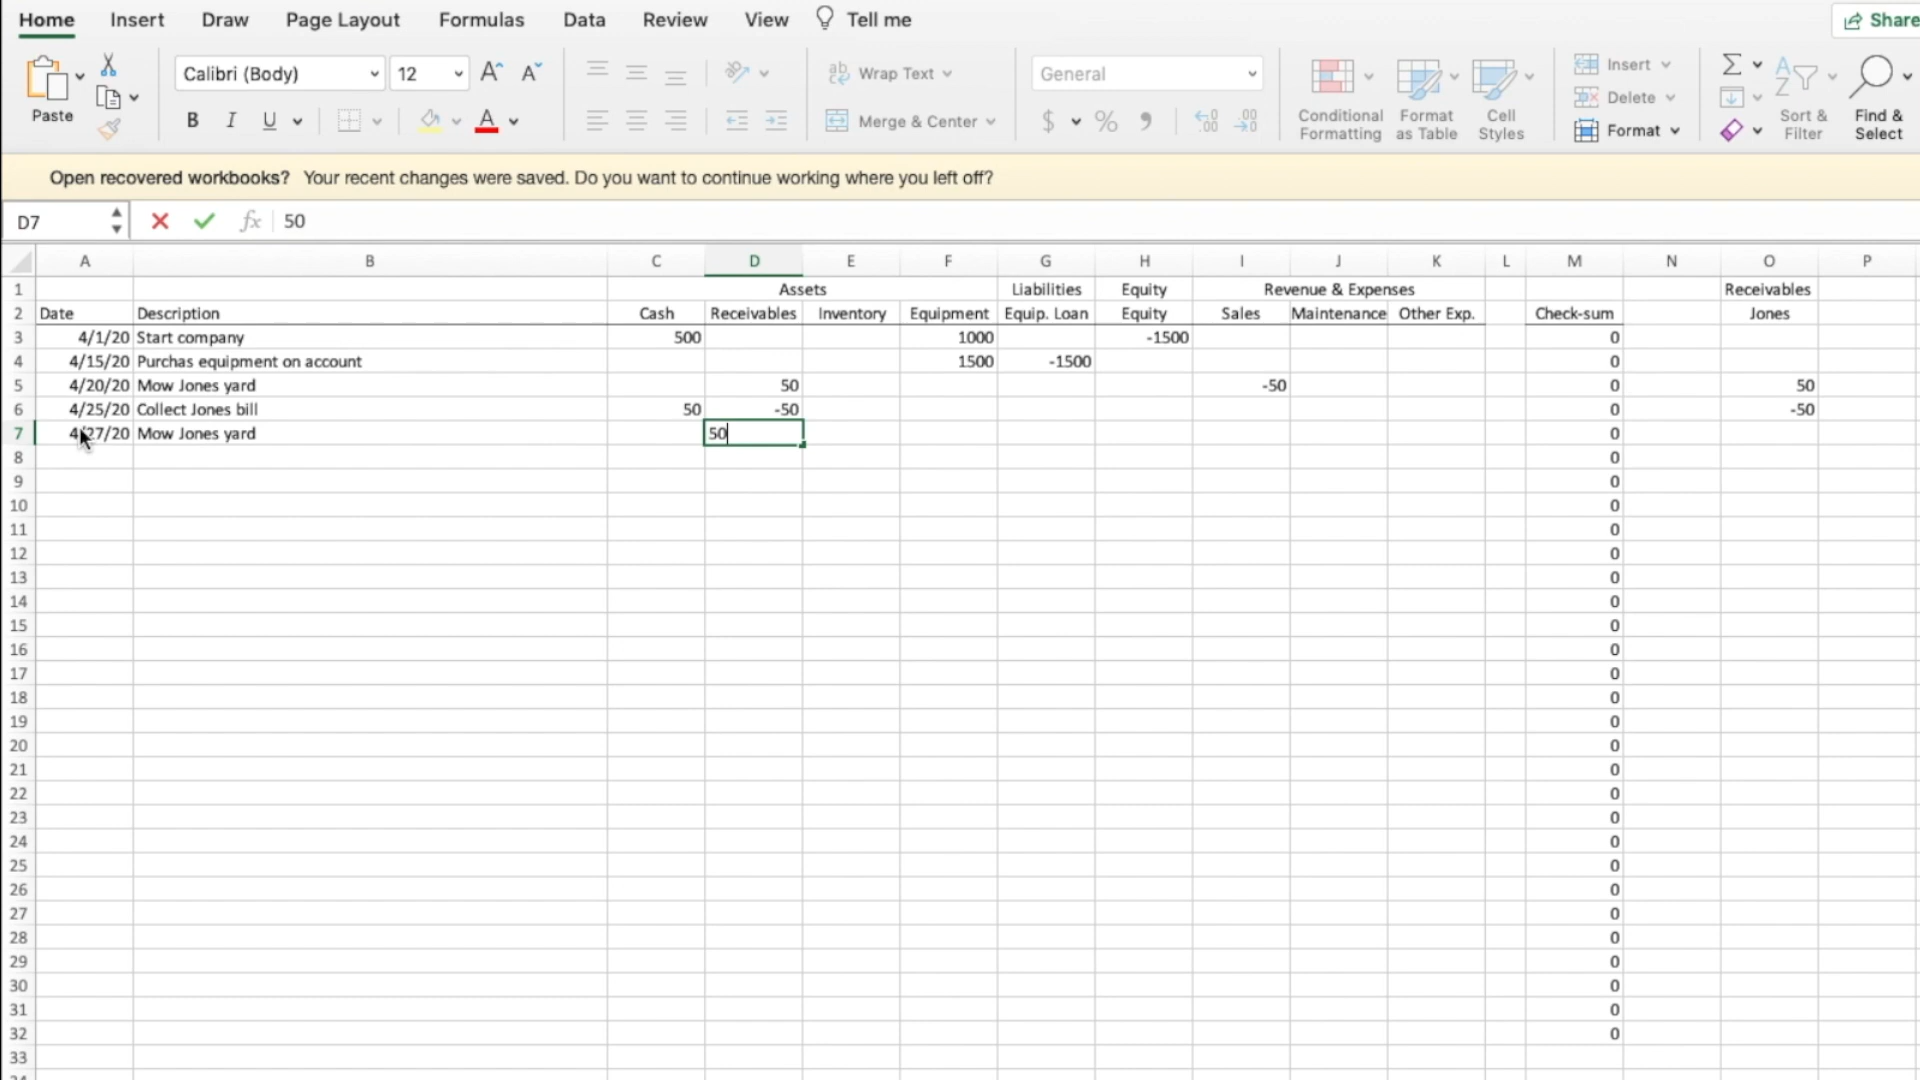 Home Insert Draw Page Layout Formulas Data Review View Tell me Share
Paste Calibri (Body) 12 A A Wrap Text General Insert
B I U A Merge & Center $ % Conditional Formatting Format as Table Cell Styles Delete Format Sort & Filter Find & Select
Open recovered workbooks? Your recent changes were saved. Do you want to continue working where you left off?
D7 fx 50
A B C D E F G H I J K L M N O P
1 Assets Liabilities Equity Revenue & Expenses Receivables
2 Date Description Cash Receivables Inventory Equipment Equip. Loan Equity Sales Maintenance Other Exp. Check-sum Jones
3 4/1/20 Start company 500 1000 -1500 0
4 4/15/20 Purchas equipment on account 1500 -1500 0
5 4/20/20 Mow Jones yard 50 -50 0 50
6 4/25/20 Collect Jones bill 50 -50 0 -50
7 4/27/20 Mow Jones yard 50 0
8 0
9 0
10 0
11 0
12 0
13 0
14 0
15 0
16 0
17 0
18 0
19 0
20 0
21 0
22 0
23 0
24 0
25 0
26 0
27 0
28 0
29 0
30 0
31 0
32 0
33